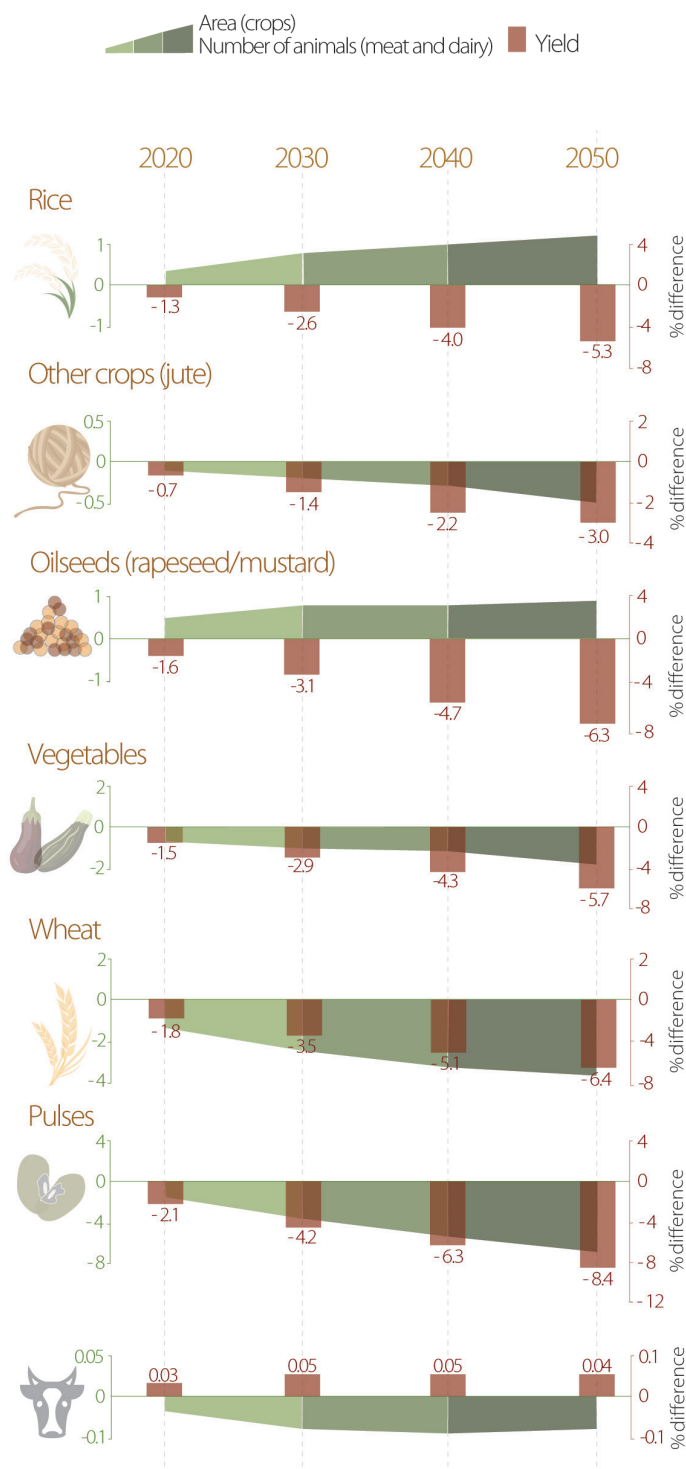 Area (crops)
Number of animals (meat and dairy)
Yield
2020 2030 2040 2050
Rice
1 4
0 0
-1 -4
-8
-1.3 -2.6 -4.0 -5.3
%difference
Other crops (jute)
0.5 2
0 0
-0.5 -2
-4
-0.7 -1.4 -2.2 -3.0
%difference
Oilseeds (rapeseed/mustard)
1 4
0 0
-1 -4
-8
-1.6 -3.1 -4.7 -6.3
%difference
Vegetables
2 4
0 0
-2 -4
-8
-1.5 -2.9 -4.3 -5.7
%difference
Wheat
2 2
0 0
-2 -4
-4 -8
-1.8 -3.5 -5.1 -6.4
%difference
Pulses
4 4
0 0
-4 -4
-8 -8
-12
-2.1 -4.2 -6.3 -8.4
%difference
0.05 0.1
0 0
-0.1 -0.1
0.03 0.05 0.05 0.04
%difference